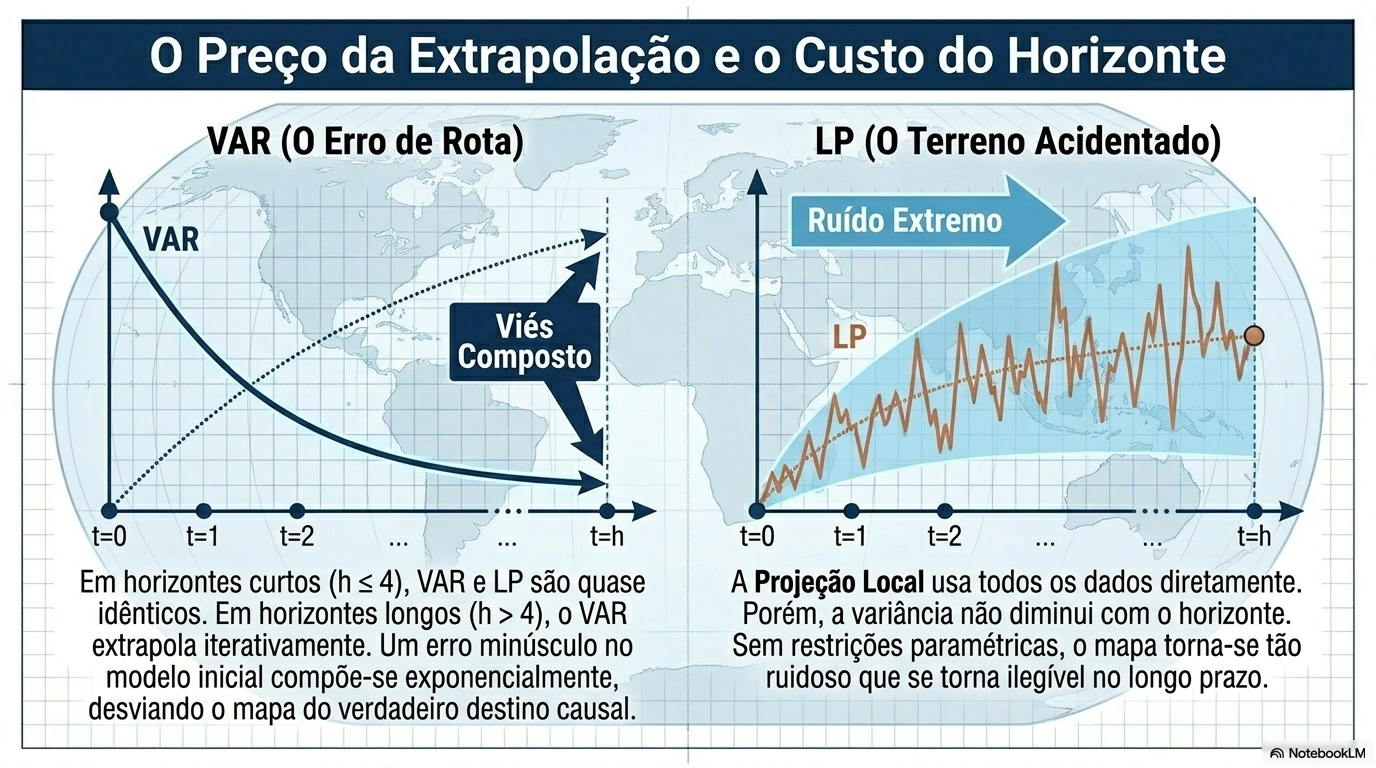 O Preço da Extrapolação e o Custo do Horizonte
VAR (O Erro de Rota)
VAR
Viés
Composto
t=0 t=1 t=2 ... ... t=h
Em horizontes curtos (h ≤ 4), VAR e LP são quase
idênticos. Em horizontes longos (h > 4), o VAR
extrapola iterativamente. Um erro minúsculo no
modelo inicial compõe-se exponencialmente,
desviando o mapa do verdadeiro destino causal.
LP (O Terreno Acidentado)
Ruído Extremo
LP
t=0 t=1 t=2 ... ... t=h
A Projeção Local usa todos os dados diretamente.
Porém, a variância não diminui com o horizonte.
Sem restrições paramétricas, o mapa torna-se tão
ruidoso que se torna ilegível no longo prazo.
NotebookLM